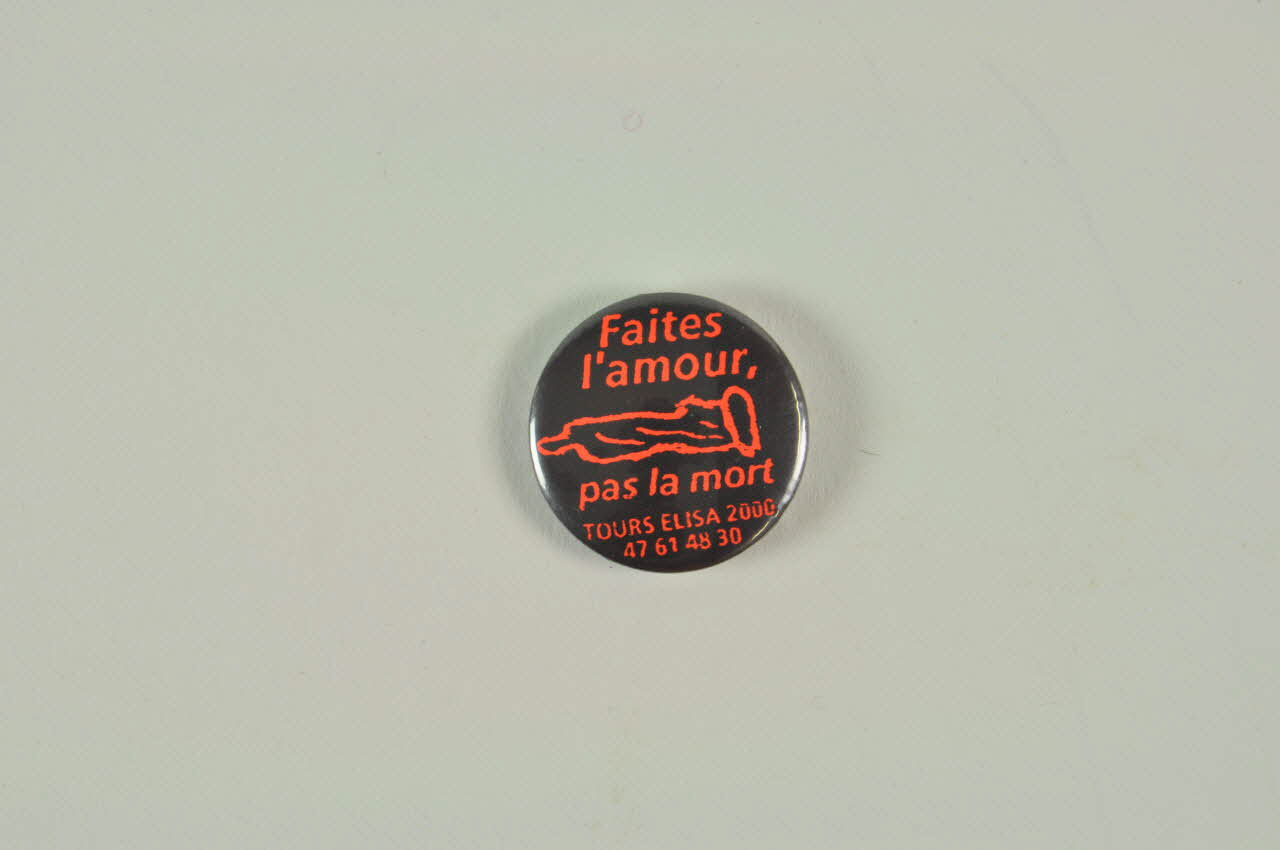 Faites
l'amour,
pas la mort
TOURS ELISA 2000
47 61 48 30